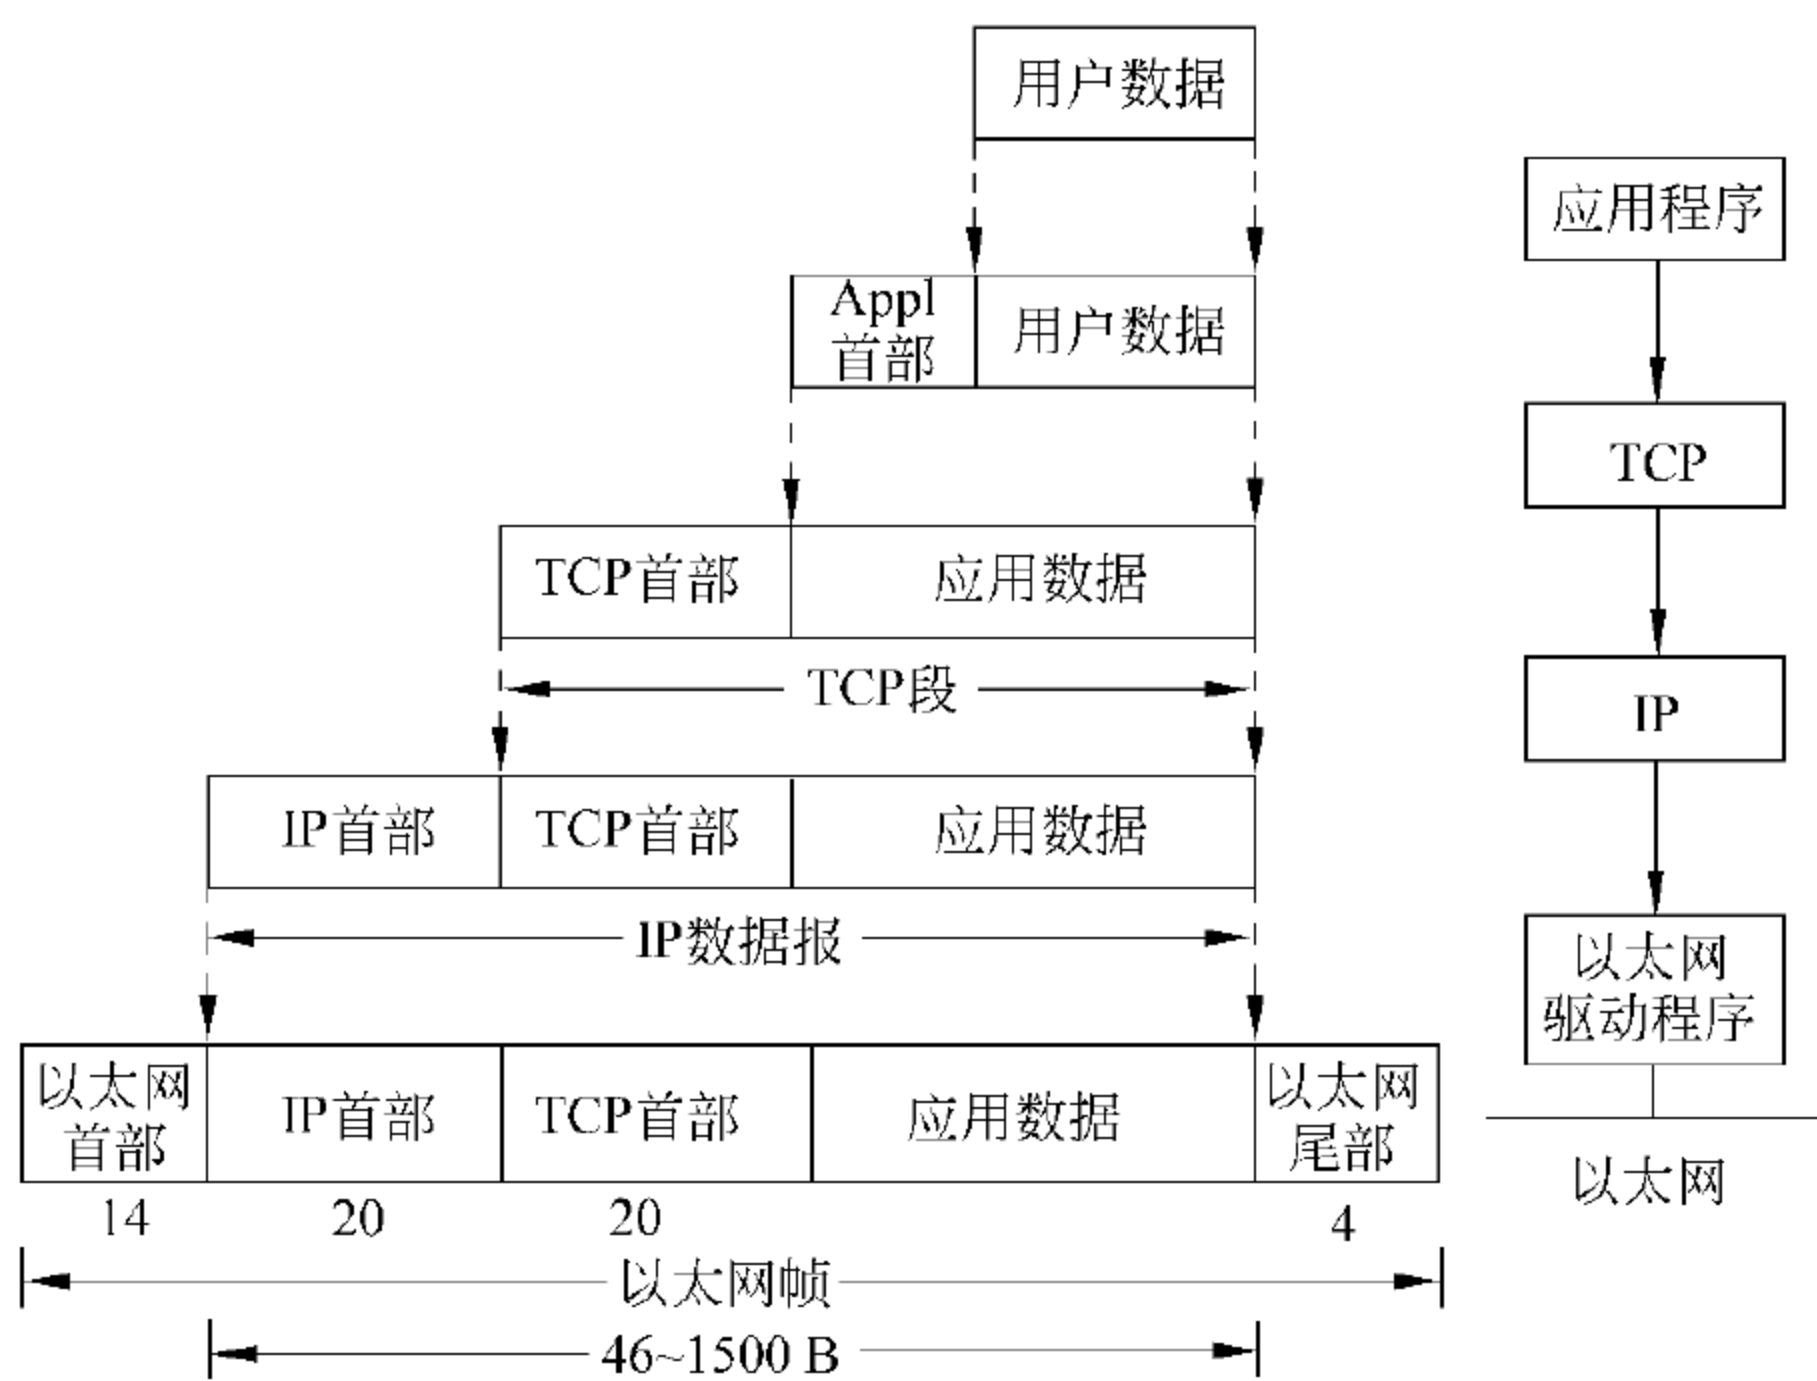 用户数据
应用程序
Appl
首部
用户数据
TCP
TCP首部
应用数据
TCP段
IP
IP首部
TCP首部
应用数据
IP数据报
以太网
驱动程序
以太网
首部
IP首部
TCP首部
应用数据
以太网
尾部
以太网
14
20
20
4
以太网帧
46~1500 B